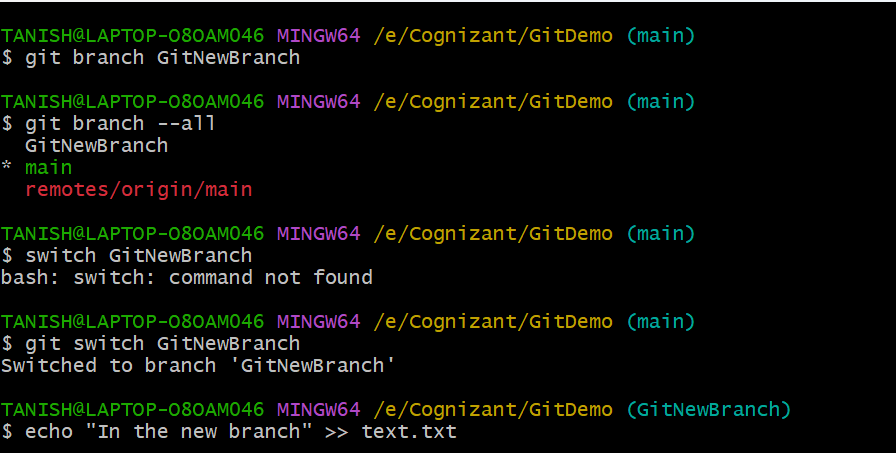 TANISH@LAPTOP-O8OAM046 MINGW64 /e/Cognizant/GitDemo (main)
$ git branch GitNewBranch
TANISH@LAPTOP-O8OAM046 MINGW64 /e/Cognizant/GitDemo (main)
$ git branch --all
  GitNewBranch
* main
  remotes/origin/main
TANISH@LAPTOP-O8OAM046 MINGW64 /e/Cognizant/GitDemo (main)
$ switch GitNewBranch
bash: switch: command not found
TANISH@LAPTOP-O8OAM046 MINGW64 /e/Cognizant/GitDemo (main)
$ git switch GitNewBranch
Switched to branch 'GitNewBranch'
TANISH@LAPTOP-O8OAM046 MINGW64 /e/Cognizant/GitDemo (GitNewBranch)
$ echo "In the new branch" >> text.txt